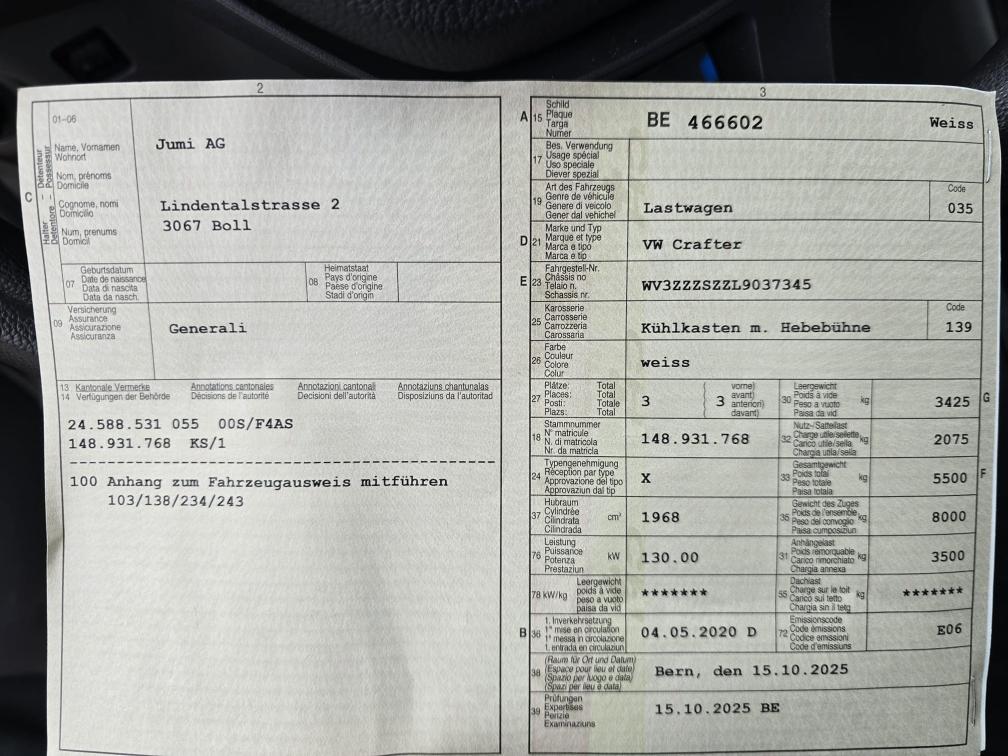 2
01-06
C
Halter – Détenteur
Detentore – Possessur
Name, Vornamen
Wohnort
Nom, prénoms
Domicile
Cognome, nomi
Domicilio
Num, prenums
Domicil
Jumi AG
Lindentalstrasse 2
3067 Boll
07
Geburtsdatum
Date de naissance
Data di nascita
Data da nasch.
08
Heimatstaat
Pays d'origine
Paese d'origine
Stadi d'origin
09
Versicherung
Assurance
Assicurazione
Assicuranza
Generali
13 Kantonale Vermerke Annotations cantonales Annotazioni cantonali Annotaziuns chantunalas
14 Verfügungen der Behörde Décisions de l'autorité Decisioni dell'autorità Disposiziuns da l'autoritad
24.588.531 055 00S/F4AS
148.931.768 KS/1
100 Anhang zum Fahrzeugausweis mitführen
103/138/234/243
3
A 15
Schild
Plaque
Targa
Numer
BE 466602 Weiss
17
Bes. Verwendung
Usage spécial
Uso speciale
Diever spezial
19
Art des Fahrzeugs
Genre de véhicule
Genere di veicolo
Gener dal vehichel
Lastwagen
Code
035
D 21
Marke und Typ
Marque et type
Marca e tipo
Marca e tip
VW Crafter
E 23
Fahrgestell-Nr.
Châssis no
Telaio n.
Schassis nr.
WV3ZZZSZZL9037345
25
Karosserie
Carrosserie
Carrozzeria
Carossaria
Kühlkasten m. Hebebühne
Code
139
26
Farbe
Couleur
Colore
Colur
weiss
27
Plätze: Total
Places: Total
Posti: Totale
Plazs: Total
3
3
vorne)
avant)
anteriori)
davant)
30
Leergewicht
Poids à vide
Peso a vuoto
Paisa da vid
kg
3425
G
18
Stammnummer
N° matricule
N. di matricola
Nr. da matricla
148.931.768
32
Nutz-/Sattellast
Charge utile/sellette
Carico utile/sella
Chargia utila/sella
kg
2075
24
Typengenehmigung
Réception par type
Approvazione del tipo
Approvaziun dal tip
X
33
Gesamtgewicht
Poids total
Peso totale
Paisa totala
kg
5500
F
37
Hubraum
Cylindrée
Cilindrata
Cilindrada
cm³
1968
35
Gewicht des Zuges
Poids de l'ensemble
Peso del convoglio
Paisa cumposiziun
kg
8000
76
Leistung
Puissance
Potenza
Prestaziun
kW
130.00
31
Anhängelast
Poids remorquable
Carico rimorchiato
Chargia annexa
kg
3500
78 kW/kg
Leergewicht
poids à vide
peso a vuoto
paisa da vid
*******
55
Dachlast
Charge sur le toit
Carico sul tetto
Chargia sin il tetg
kg
*******
B 36
1. Inverkehrsetzung
1re mise en circulation
1a messa in circolazione
1. entrada en circulaziun
04.05.2020 D
72
Emissionscode
Code émissions
Codice emissioni
Code d'emissiuns
E06
38
(Raum für Ort und Datum)
(Espace pour lieu et date)
(Spazio per luogo e data)
(Spazi per lieu e data)
Bern, den 15.10.2025
39
Prüfungen
Expertises
Perizie
Examinaziuns
15.10.2025 BE